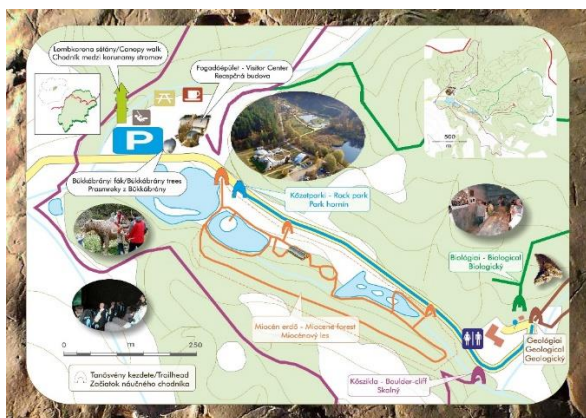 Lombkorona sétány/Canopy walk
Chodník medzi korunamy stromov
Fogadóépület - Visitor Center
Recepčná budova
P
500
m
Bükkábrányi fák/Bükkábrány trees
Prazmreky z Bükkábrány
Kőzetpark - Rock park
Park hornín
Biológiai - Biological
Biologický
Miocén erdő - Miocene forest
Miocénový les
Geológiai
Geological
Geologický
Kőszikla - Boulder-cliff
Skalný
0 m 250
Tanösvény kezdete/Trailhead
Začiatok náučného chodníka